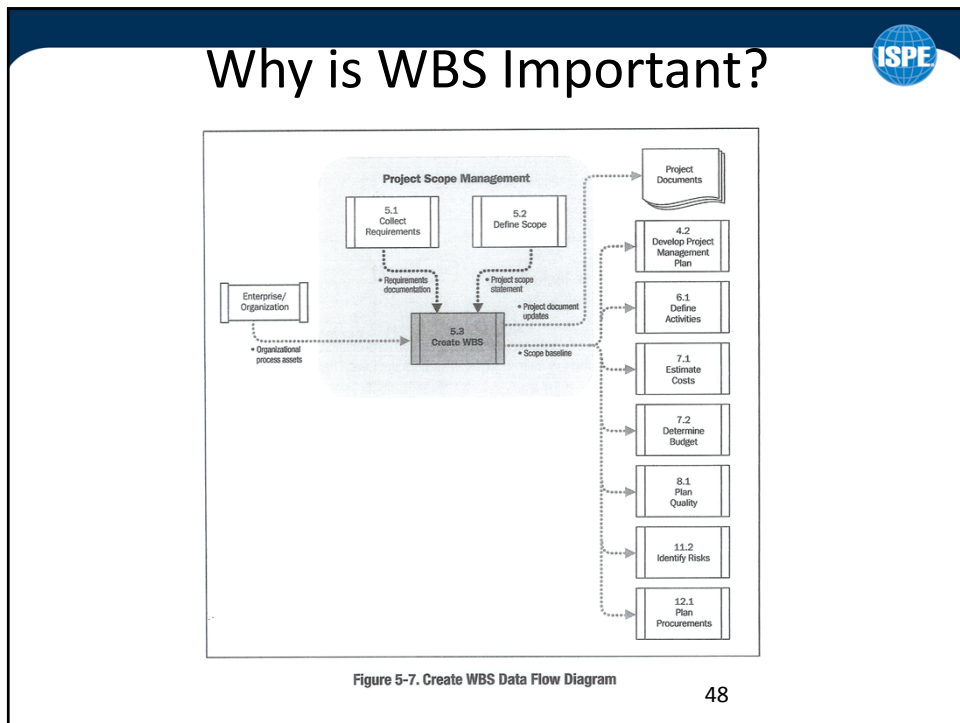 Why is WBS Important?
ISPE.
Project Scope Management
Project
Documents
5.1
Collect
Requirements
5.2
Define Scope
4.2
Develop Project
Management
Plan
• Requirements
documentation
• Project scope
statement
Enterprise/
Organization
• Project document
updates
6.1
Define
Activities
5.3
Create WBS
• Organizational
process assets
• Scope baseline
7.1
Estimate
Costs
7.2
Determine
Budget
8.1
Plan
Quality
11.2
Identify Risks
12.1
Plan
Procurements
Figure 5-7. Create WBS Data Flow Diagram
48